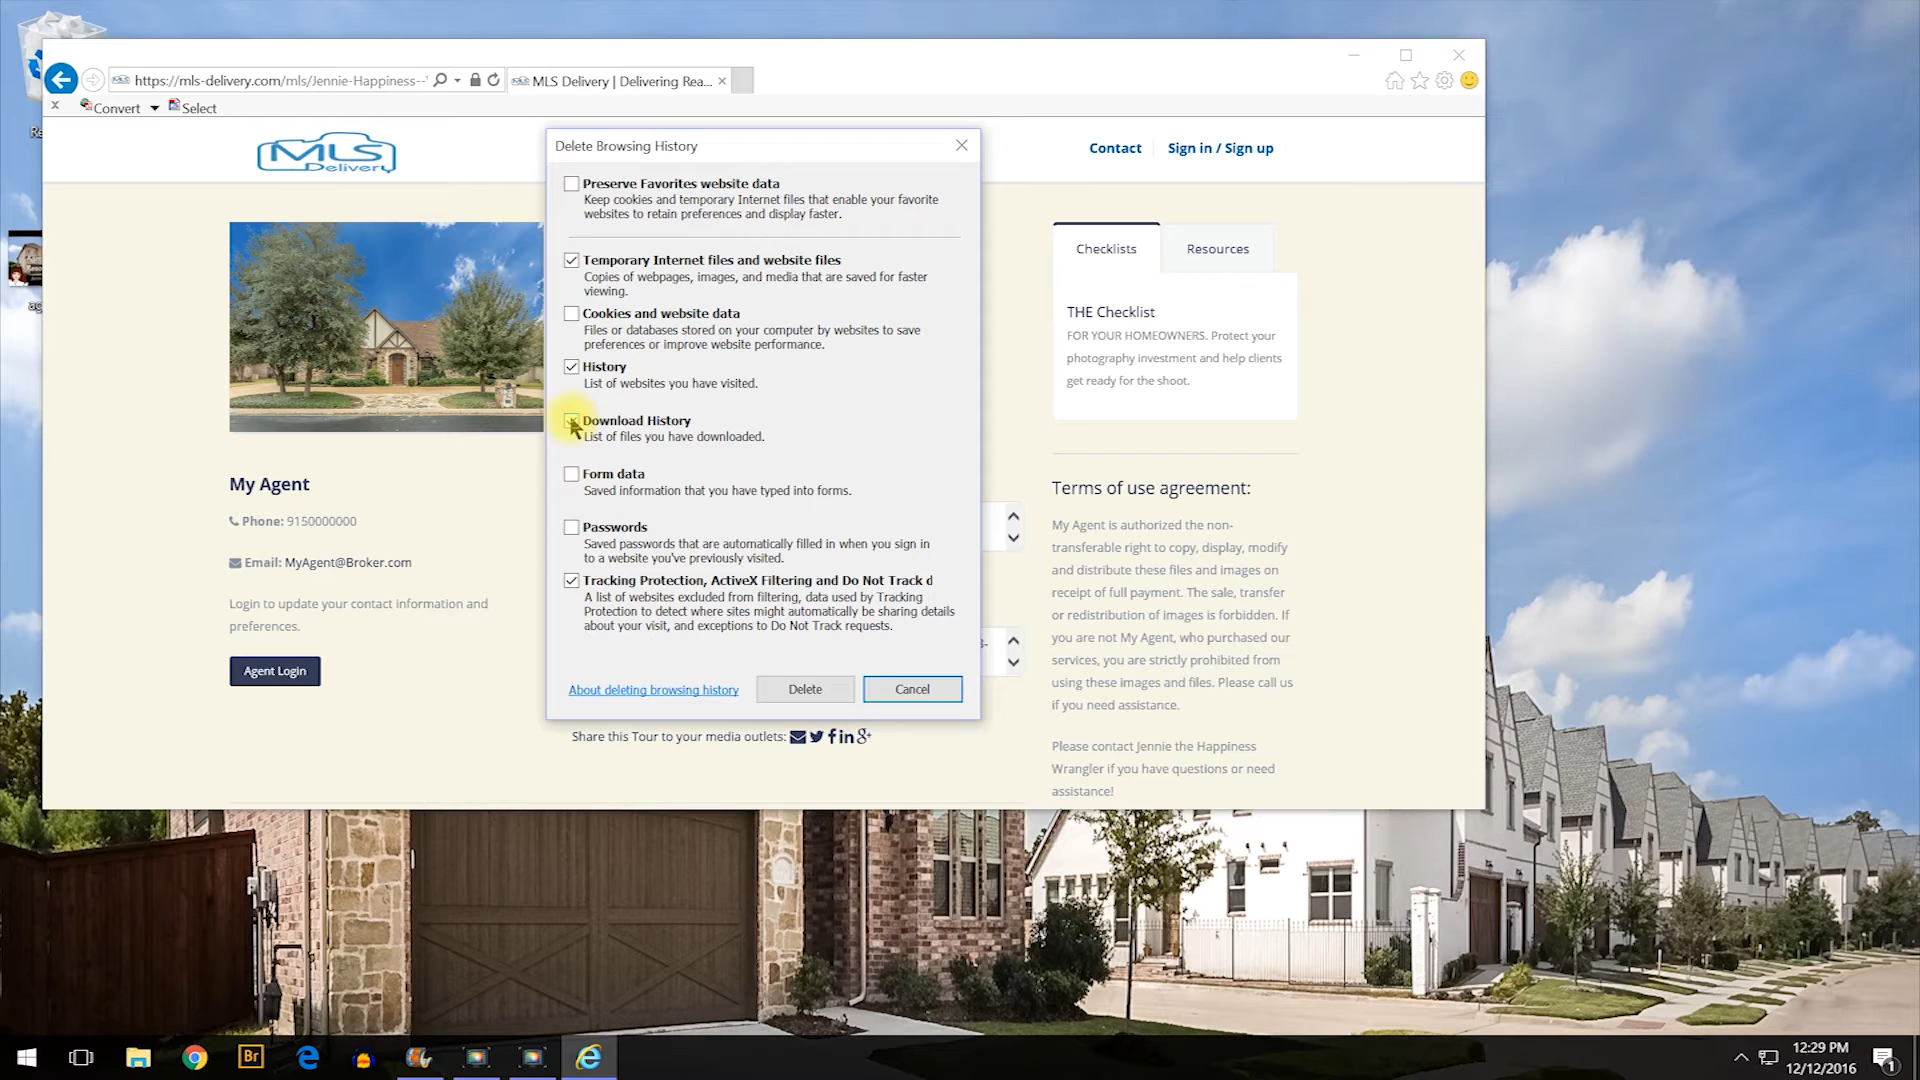 https://mls-delivery.com/mls/Jennie-Happiness--
MLS Delivery | Delivering Rea...
x Convert Select
MLS
Delivery
Contact
Sign in / Sign up
Delete Browsing History
Preserve Favorites website data
Keep cookies and temporary Internet files that enable your favorite
websites to retain preferences and display faster.
Temporary Internet files and website files
Copies of webpages, images, and media that are saved for faster
viewing.
Cookies and website data
Files or databases stored on your computer by websites to save
preferences or improve website performance.
History
List of websites you have visited.
Download History
List of files you have downloaded.
Form data
Saved information that you have typed into forms.
Passwords
Saved passwords that are automatically filled in when you sign in
to a website you've previously visited.
Tracking Protection, ActiveX Filtering and Do Not Track d
A list of websites excluded from filtering, data used by Tracking
Protection to detect where sites might automatically be sharing details
about your visit, and exceptions to Do Not Track requests.
About deleting browsing history
Delete
Cancel
My Agent
Phone: 9150000000
Email: MyAgent@Broker.com
Login to update your contact information and
preferences.
Agent Login
Share this Tour to your media outlets:
Checklists
Resources
THE Checklist
FOR YOUR HOMEOWNERS. Protect your
photography investment and help clients
get ready for the shoot.
Terms of use agreement:
My Agent is authorized the non-
transferable right to copy, display, modify
and distribute these files and images on
receipt of full payment. The sale, transfer
or redistribution of images is forbidden. If
you are not My Agent, who purchased our
services, you are strictly prohibited from
using these images and files. Please call us
if you need assistance.
Please contact Jennie the Happiness
Wrangler if you have questions or need
assistance!
Br
12:29 PM
12/12/2016
1